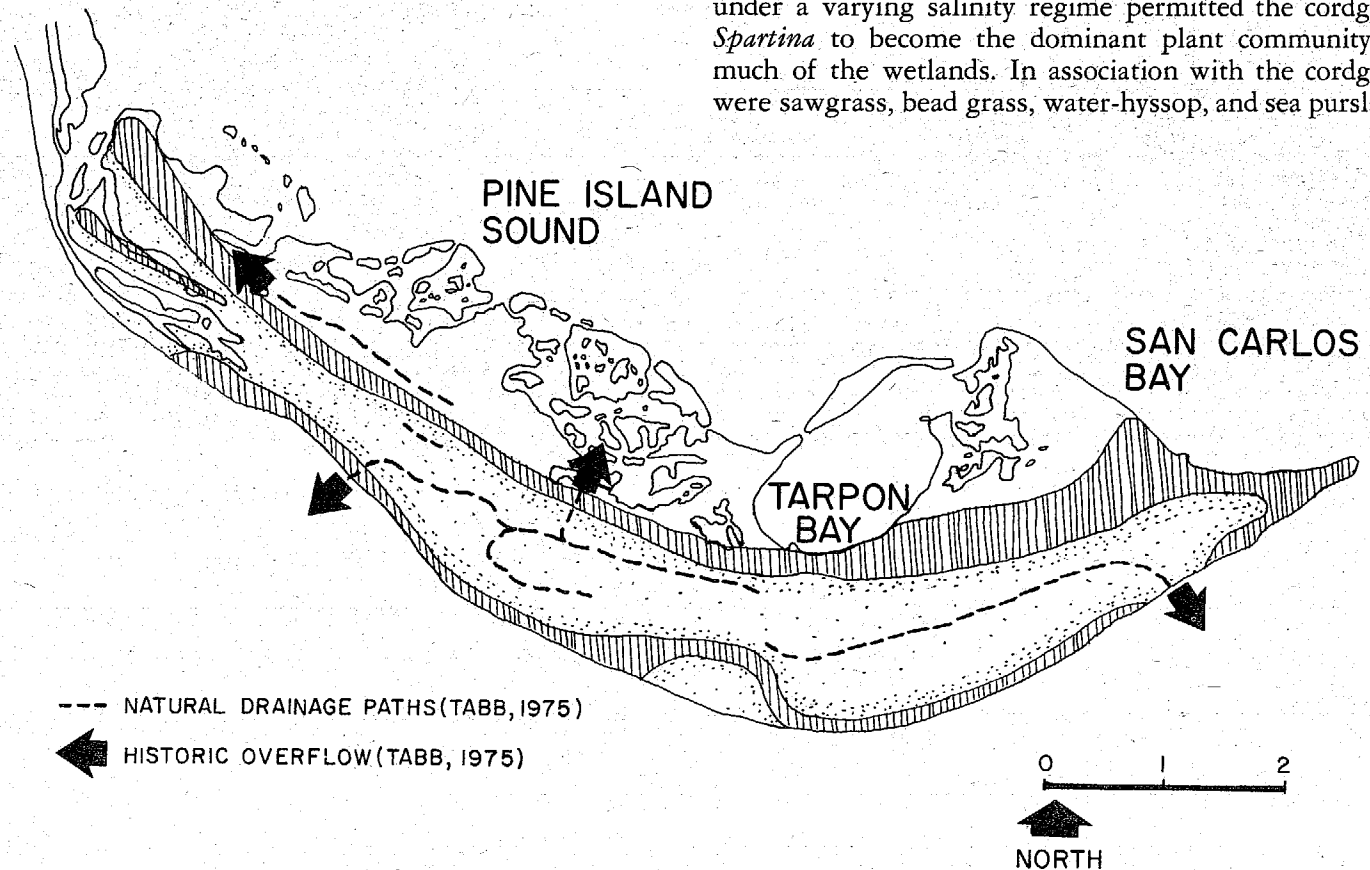 under a varying salinity regime permitted the cordg
Spartina to become the dominant plant community
much of the wetlands. In association with the cordg
were sawgrass, bead grass, water-hyssop, and sea pursl
PINE ISLAND
SOUND
SAN CARLOS
BAY
TARPON
BAY
NATURAL DRAINAGE PATHS (TABB, 1975)
HISTORIC OVERFLOW (TABB, 1975)
0 1 2
NORTH